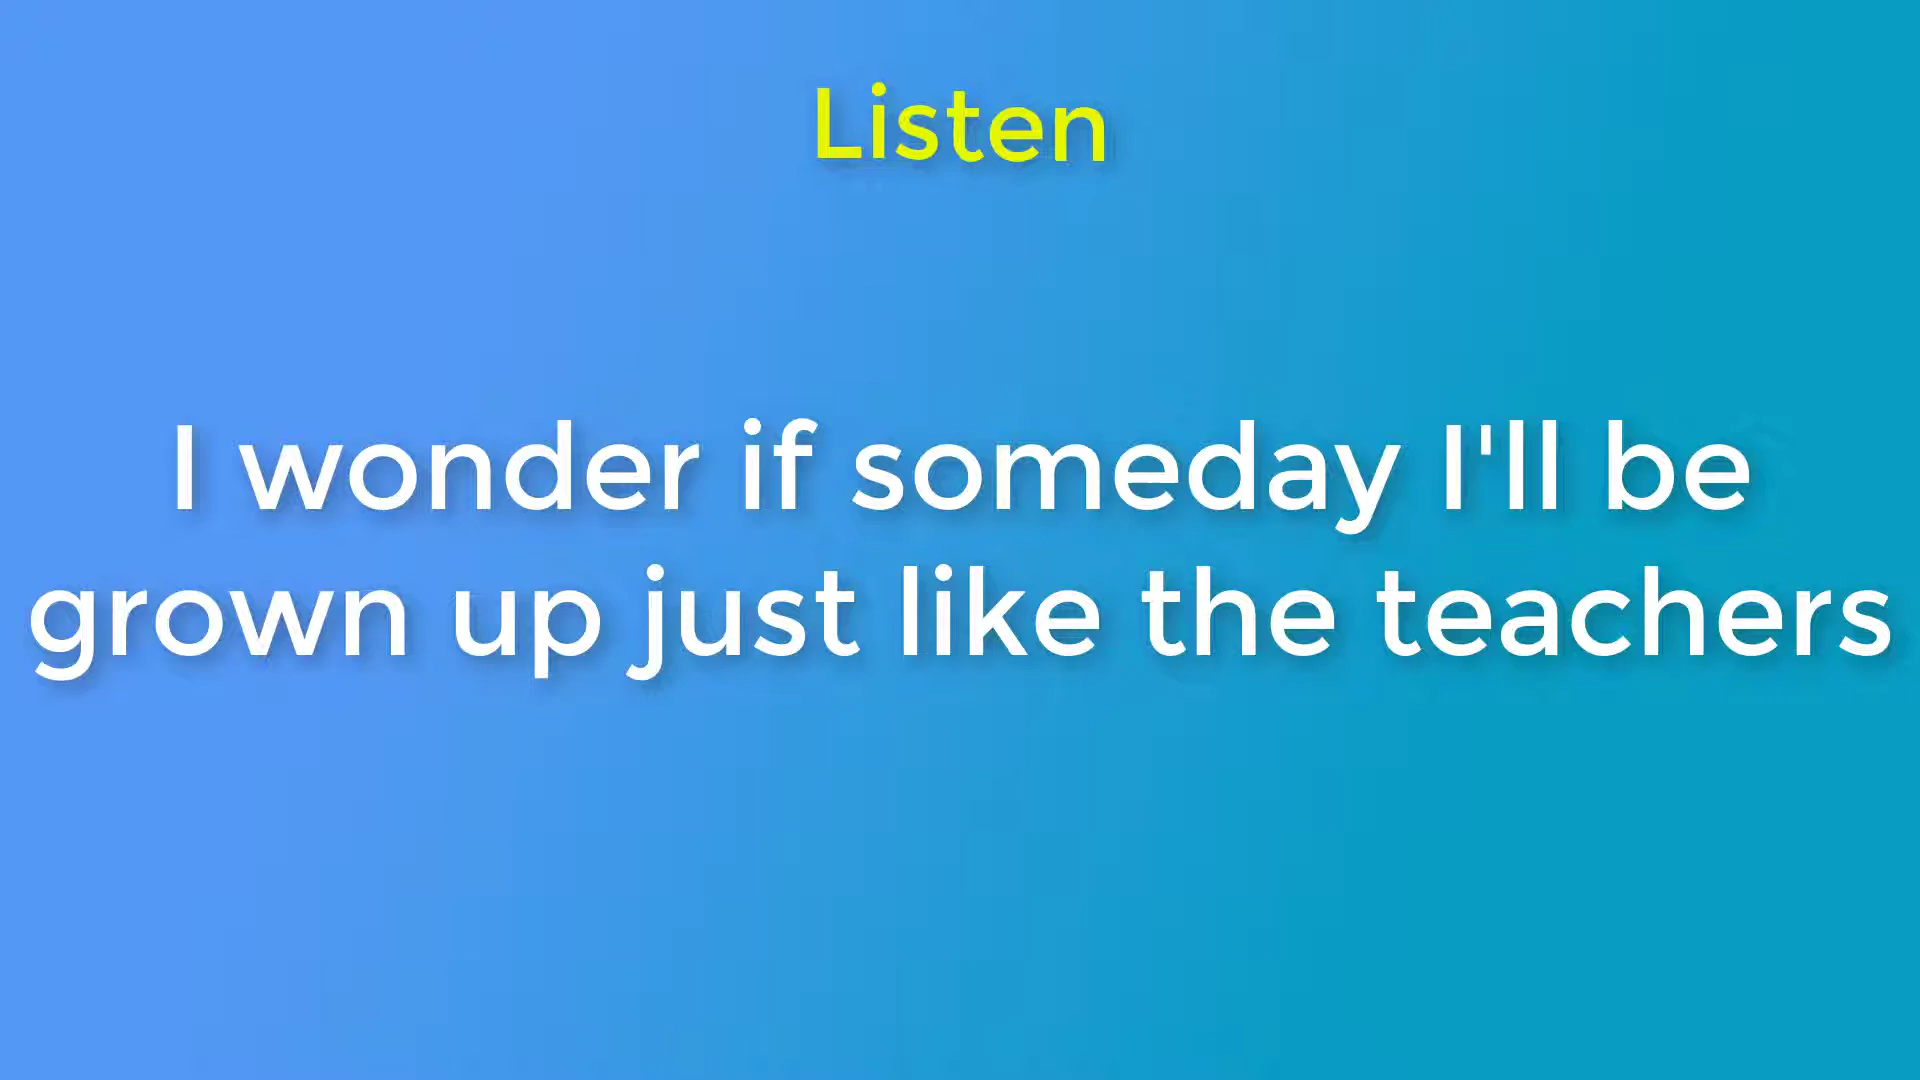 Listen
I wonder if someday I'll be
grown up just like the teachers